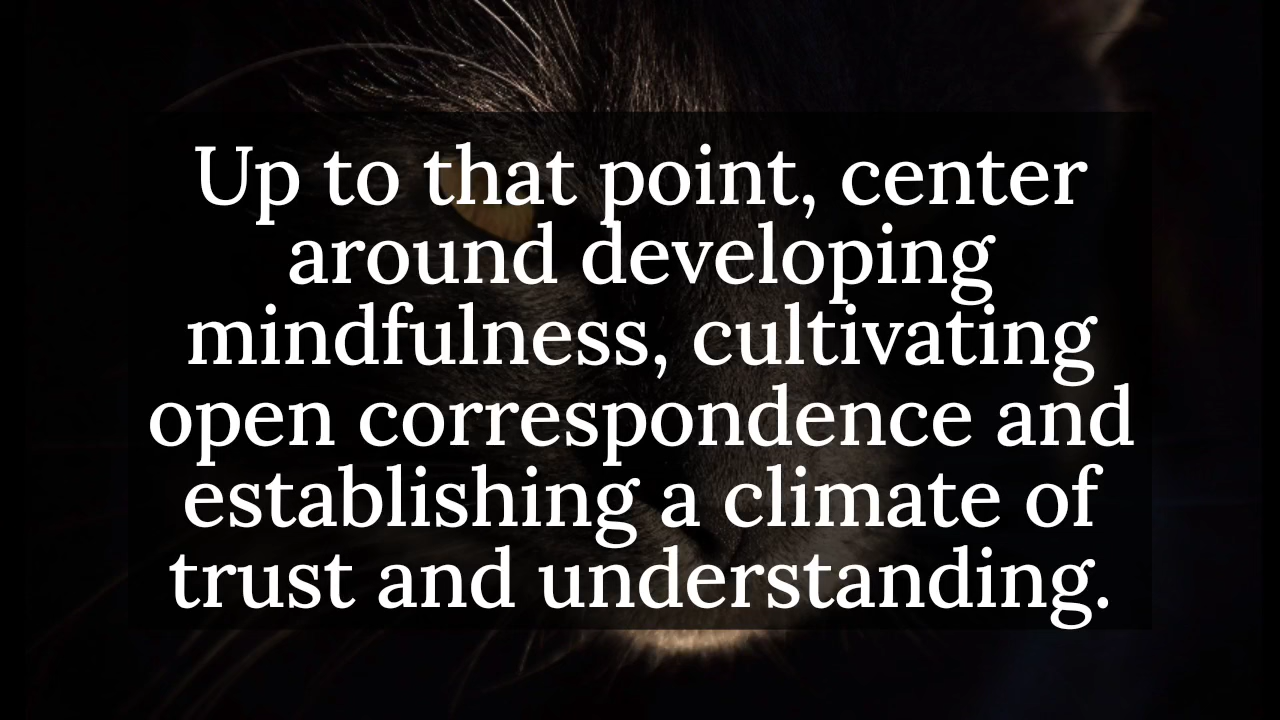 Up to that point, center
around developing
mindfulness, cultivating
open correspondence and
establishing a climate of
trust and understanding.